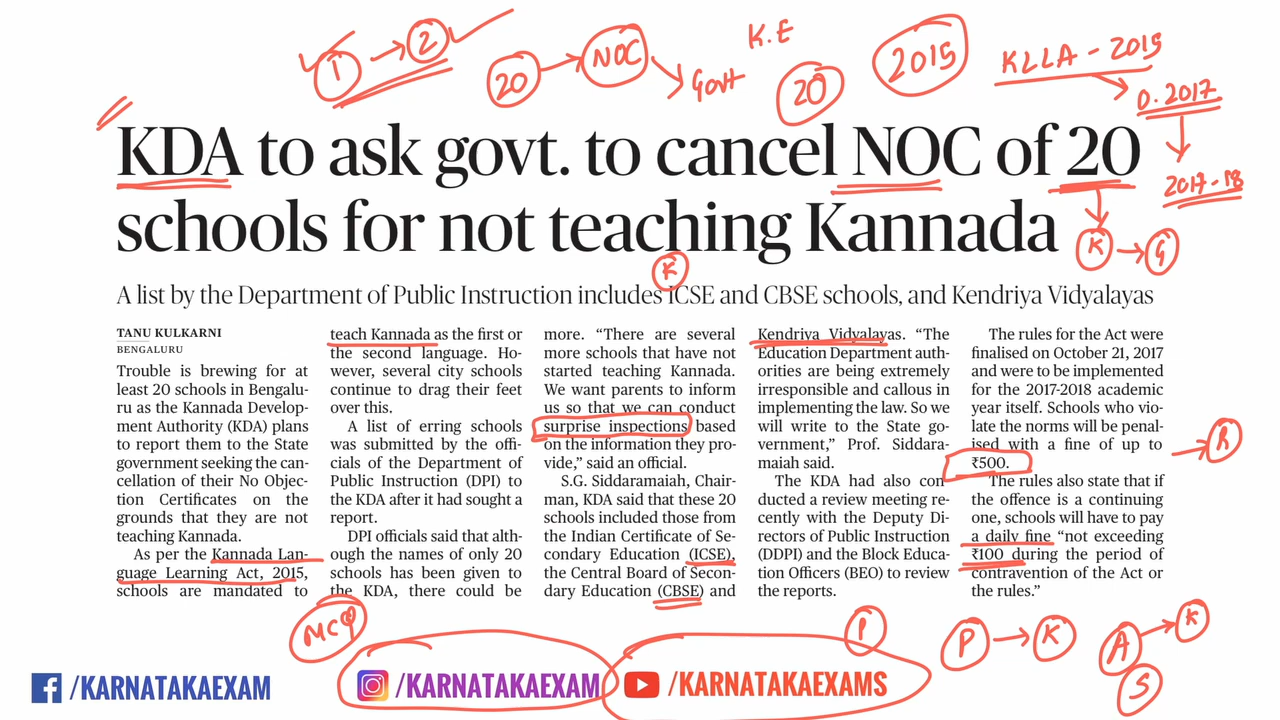 1 → 2
20 → NOC → Govt
K.E
20
2015
KLLA - 2015
D. 2017
2017-18
KDA to ask govt. to cancel NOC of 20
schools for not teaching Kannada
K → G
K
A list by the Department of Public Instruction includes ICSE and CBSE schools, and Kendriya Vidyalayas
TANU KULKARNI
BENGALURU
Trouble is brewing for at
least 20 schools in Bengalu-
ru as the Kannada Develop-
ment Authority (KDA) plans
to report them to the State
government seeking the can-
cellation of their No Objec-
tion Certificates on the
grounds that they are not
teaching Kannada.
As per the Kannada Lan-
guage Learning Act, 2015,
schools are mandated to
teach Kannada as the first or
the second language. Ho-
wever, several city schools
continue to drag their feet
over this.
A list of erring schools
was submitted by the offi-
cials of the Department of
Public Instruction (DPI) to
the KDA after it had sought a
report.
DPI officials said that alth-
ough the names of only 20
schools has been given to
the KDA, there could be
more. “There are several
more schools that have not
started teaching Kannada.
We want parents to inform
us so that we can conduct
surprise inspections based
on the information they pro-
vide,” said an official.
S.G. Siddaramaiah, Chair-
man, KDA said that these 20
schools included those from
the Indian Certificate of Se-
condary Education (ICSE),
the Central Board of Secon-
dary Education (CBSE) and
Kendriya Vidyalayas. “The
Education Department auth-
orities are being extremely
irresponsible and callous in
implementing the law. So we
will write to the State go-
vernment,” Prof. Siddara-
maiah said.
The KDA had also con-
ducted a review meeting re-
cently with the Deputy Di-
rectors of Public Instruction
(DDPI) and the Block Educa-
tion Officers (BEO) to review
the reports.
The rules for the Act were
finalised on October 21, 2017
and were to be implemented
for the 2017-2018 academic
year itself. Schools who vio-
late the norms will be penal-
ised with a fine of up to
₹500.
The rules also state that if
the offence is a continuing
one, schools will have to pay
a daily fine “not exceeding
₹100 during the period of
contravention of the Act or
the rules.”
→ R
MCQ
P
P → K
A → K
S
/KARNATAKAEXAM
/KARNATAKAEXAM
/KARNATAKAEXAMS